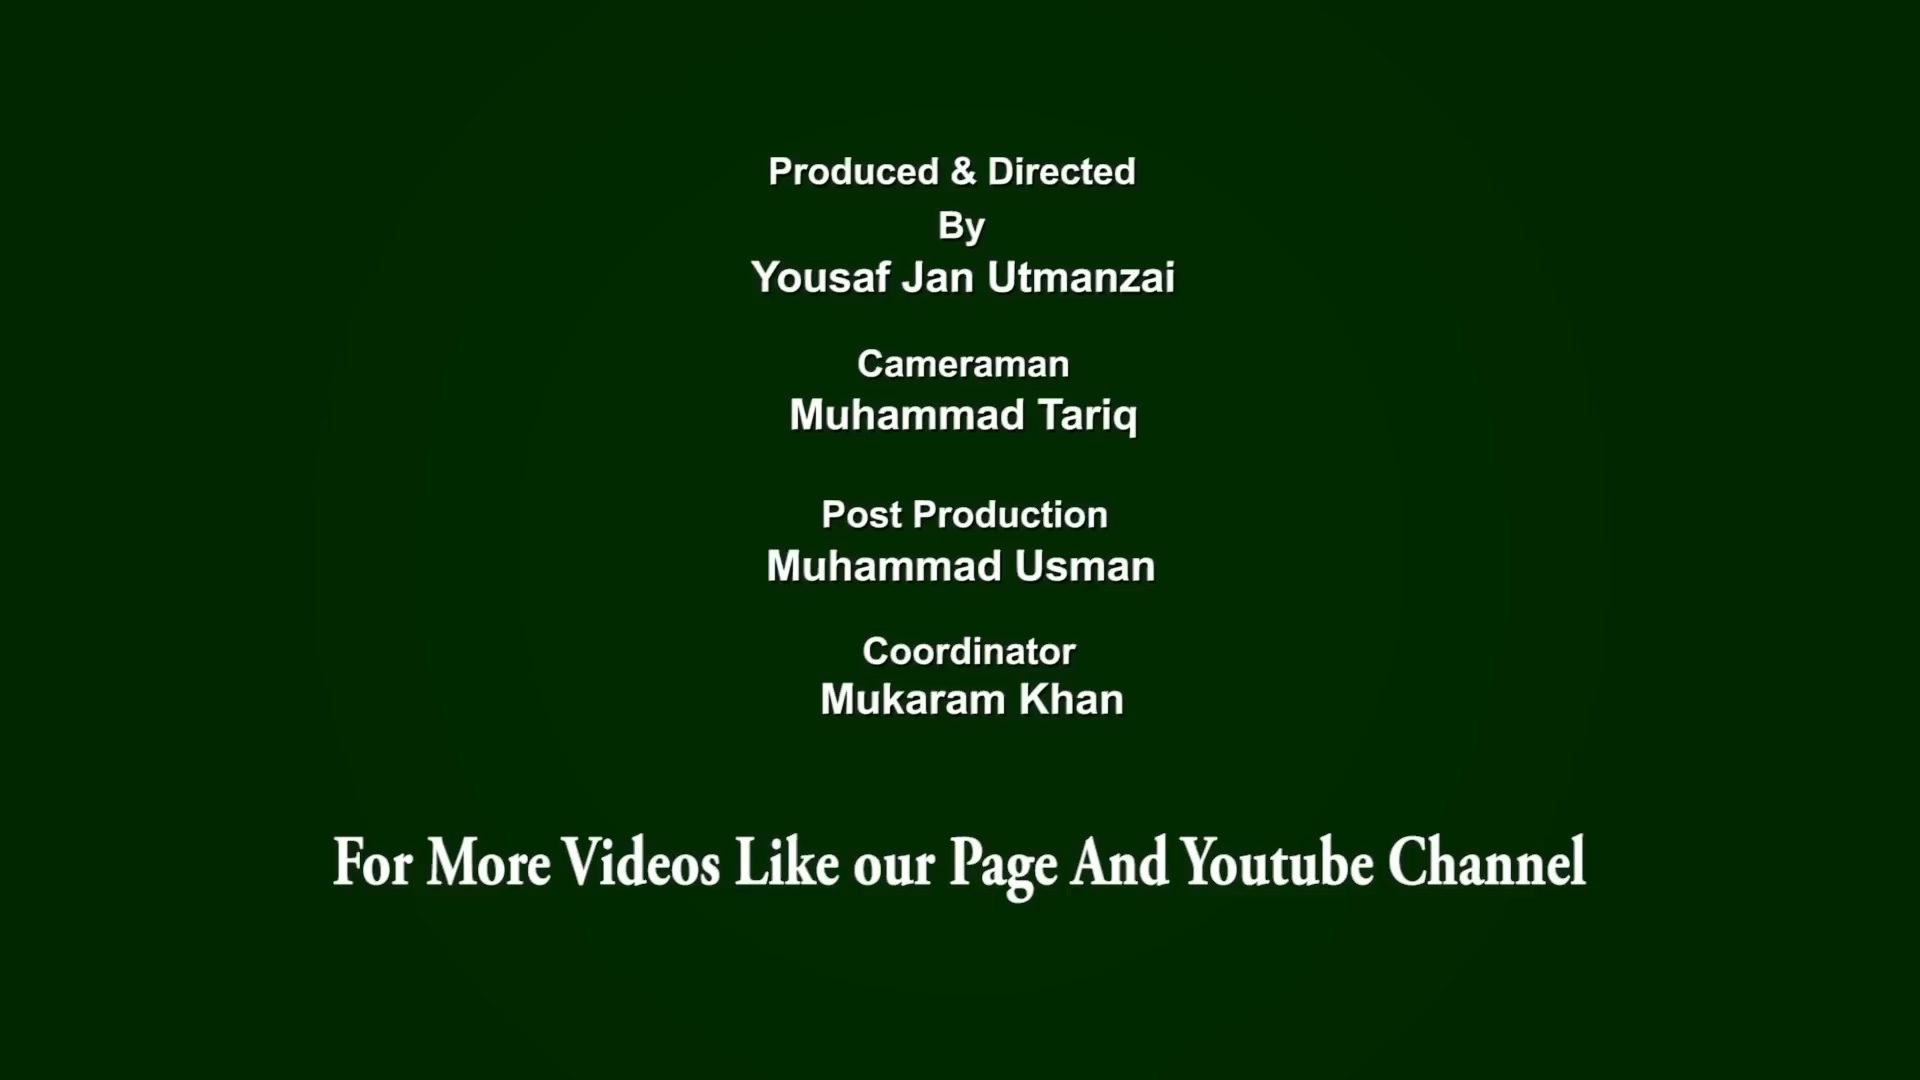 Produced & Directed
By
Yousaf Jan Utmanzai
Cameraman
Muhammad Tariq
Post Production
Muhammad Usman
Coordinator
Mukaram Khan
For More Videos Like our Page And Youtube Channel